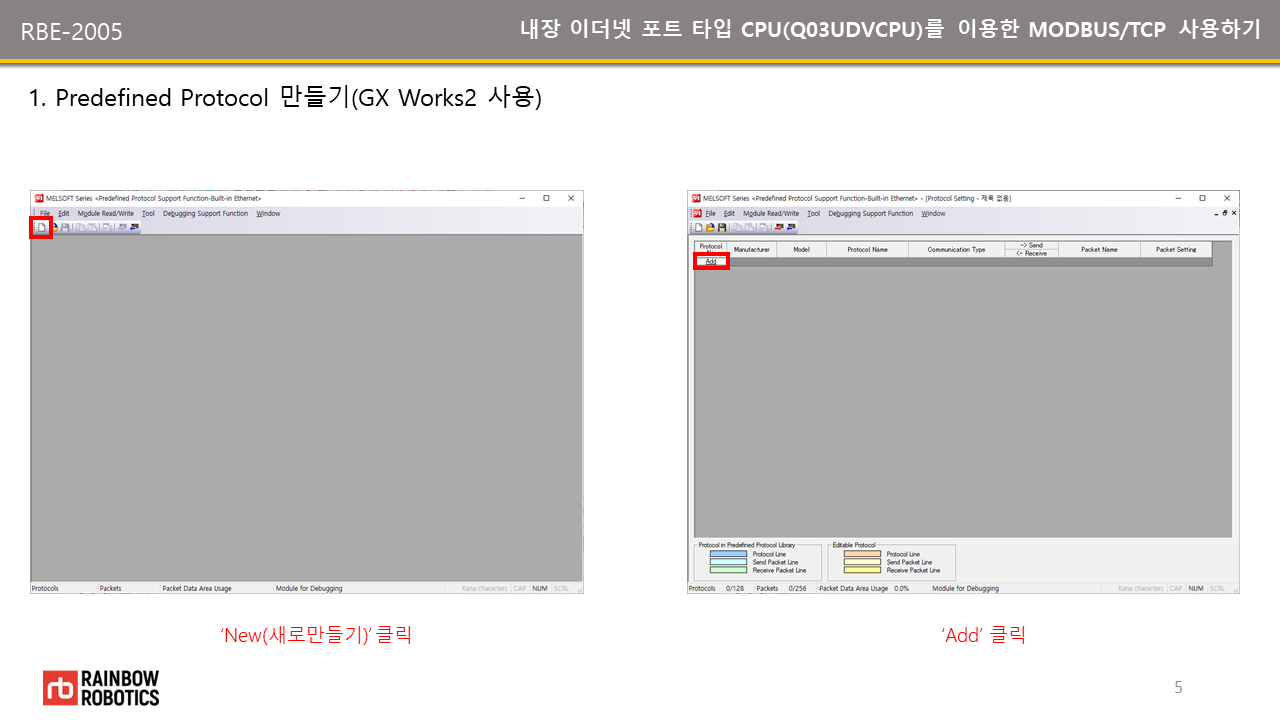 RBE-2005
내장 이더넷 포트 타입 CPU(Q03UDVCPU)를 이용한 MODBUS/TCP 사용하기
1. Predefined Protocol 만들기(GX Works2 사용)
MELSOFT Series <Predefined Protocol Support Function-Built-in Ethernet>
File Edit Module Read/Write Tool Debugging Support Function Window
Protocols Packets Packet Data Area Usage Module for Debugging Kana characters CAP NUM SCRL
‘New(새로만들기)’ 클릭
MELSOFT Series <Predefined Protocol Support Function-Built-in Ethernet> - [Protocol Setting - 제목 없음]
File Edit Module Read/Write Tool Debugging Support Function Window
Protocol Manufacturer Model Protocol Name Communication Type -> Send Packet Name Packet Setting
<- Receive
Add
Protocol in Predefined Protocol Library
Protocol Line
Send Packet Line
Receive Packet Line
Editable Protocol
Protocol Line
Send Packet Line
Receive Packet Line
Protocols 0/128 Packets 0/256 Packet Data Area Usage 0.0% Module for Debugging Kana characters CAP NUM SCRL
‘Add’ 클릭
RAINBOW
ROBOTICS
5